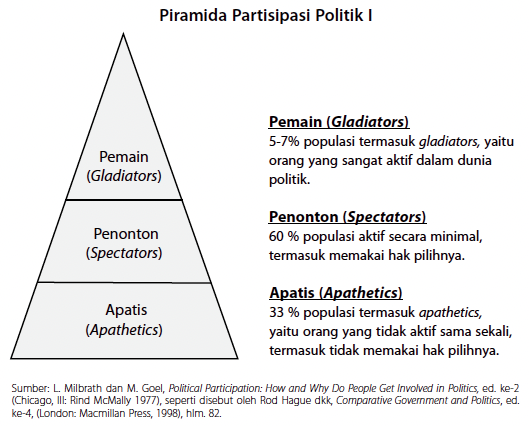 Piramida Partisipasi Politik I
Pemain
(Gladiators)
Penonton
(Spectators)
Apatis
(Apathetics)
Pemain (Gladiators)
5-7% populasi termasuk gladiators, yaitu
orang yang sangat aktif dalam dunia
politik.
Penonton (Spectators)
60 % populasi aktif secara minimal,
termasuk memakai hak pilihnya.
Apatis (Apathetics)
33 % populasi termasuk apathetics,
yaitu orang yang tidak aktif sama sekali,
termasuk tidak memakai hak pilihnya.
Sumber: L. Milbrath dan M. Goel, Political Participation: How and Why Do People Get Involved in Politics, ed. ke-2
(Chicago, Ill: Rind McMally 1977), seperti disebut oleh Rod Hague dkk, Comparative Government and Politics, ed.
ke-4, (London: Macmillan Press, 1998), hlm. 82.